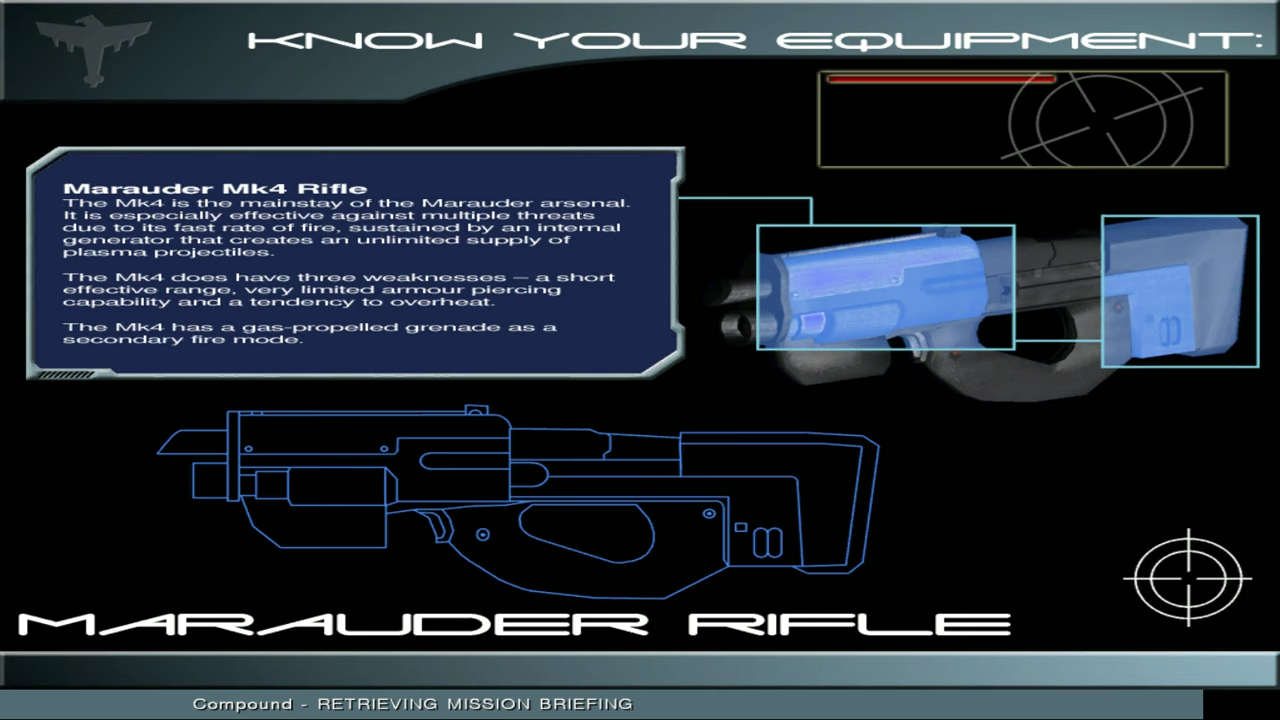 KNOW YOUR EQUIPMENT:
Marauder Mk4 Rifle
The Mk4 is the mainstay of the Marauder arsenal.
It is especially effective against multiple threats
due to its fast rate of fire, sustained by an internal
generator that creates an unlimited supply of
plasma projectiles.
The Mk4 does have three weaknesses – a short
effective range, very limited armour piercing
capability and a tendency to overheat.
The Mk4 has a gas-propelled grenade as a
secondary fire mode.
MARAUDER RIFLE
Compound - RETRIEVING MISSION BRIEFING